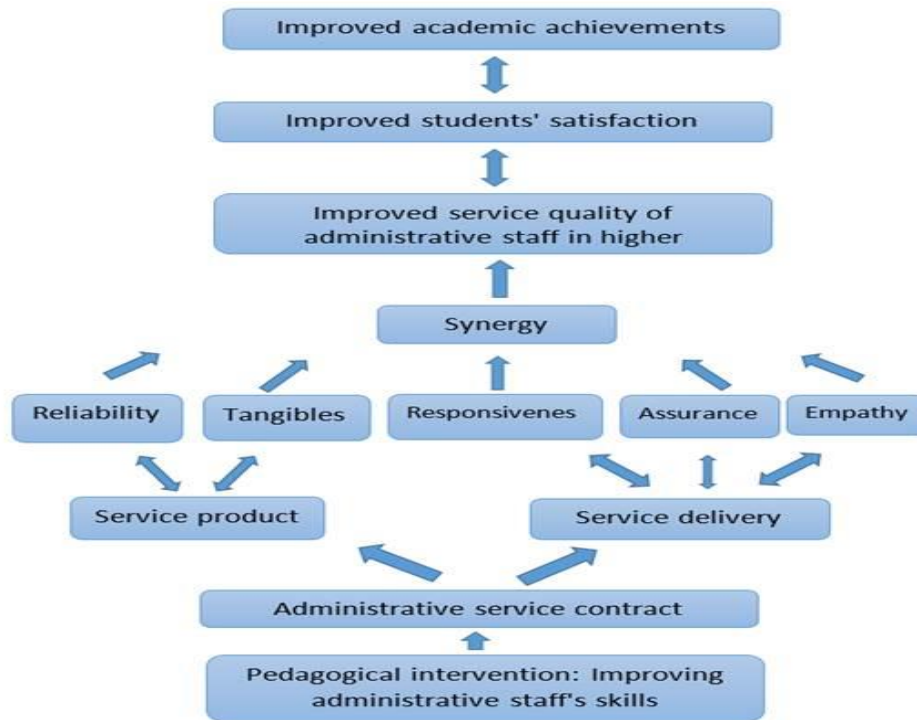 Improved academic achievements
Improved students' satisfaction
Improved service quality of
administrative staff in higher
Synergy
Reliability
Tangibles
Responsivenes
Assurance
Empathy
Service product
Service delivery
Administrative service contract
Pedagogical intervention: Improving
administrative staff's skills